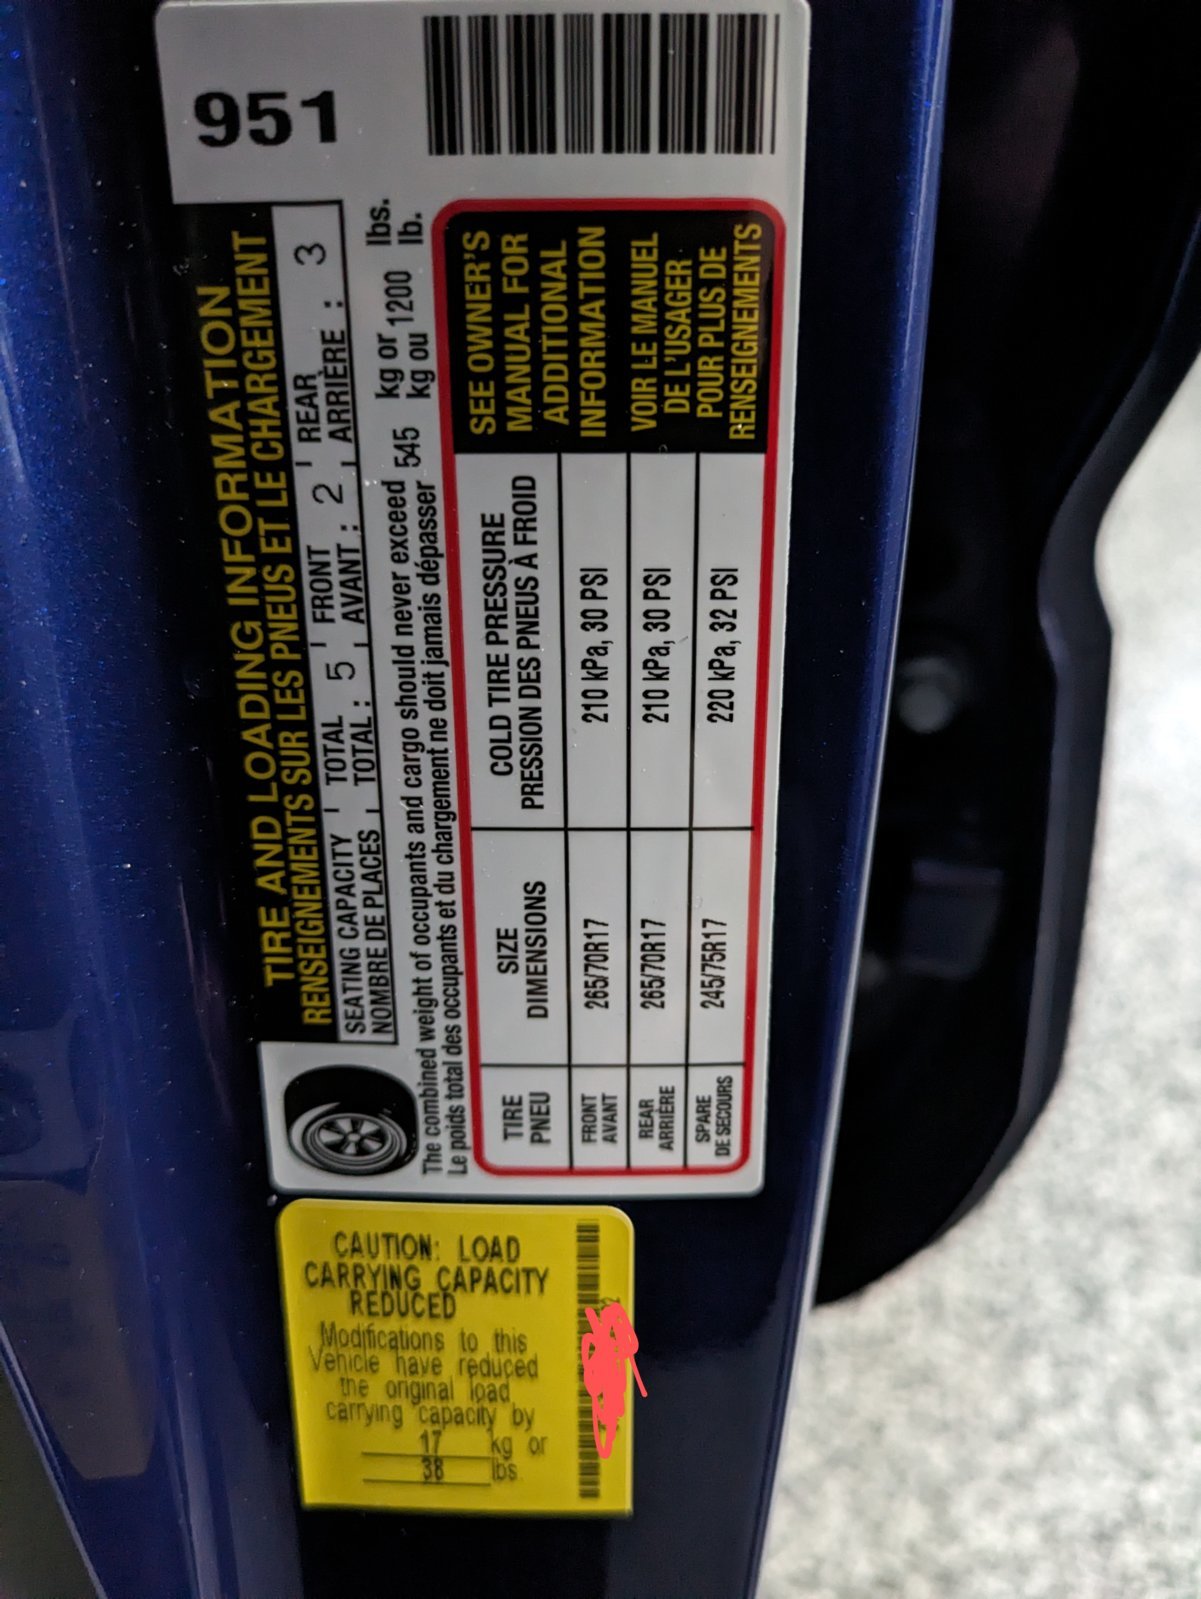 951
TIRE AND LOADING INFORMATION
RENSEIGNEMENTS SUR LES PNEUS ET LE CHARGEMENT
SEATING CAPACITY TOTAL 5 FRONT 2 REAR 3
NOMBRE DE PLACES TOTAL : AVANT : ARRIÈRE :
The combined weight of occupants and cargo should never exceed 545 kg or 1200 lbs.
Le poids total des occupants et du chargement ne doit jamais dépasser kg ou lb.
TIRE SIZE COLD TIRE PRESSURE
PNEU DIMENSIONS PRESSION DES PNEUS À FROID
FRONT 265/70R17 210 kPa, 30 PSI
AVANT
REAR 265/70R17 210 kPa, 30 PSI
ARRIÈRE
SPARE 245/75R17 220 kPa, 32 PSI
DE SECOURS
SEE OWNER'S
MANUAL FOR
ADDITIONAL
INFORMATION
VOIR LE MANUEL
DE L'USAGER
POUR PLUS DE
RENSEIGNEMENTS
CAUTION: LOAD
CARRYING CAPACITY
REDUCED
Modifications to this
Vehicle have reduced
the original load
carrying capacity by
17 kg or
38 lbs